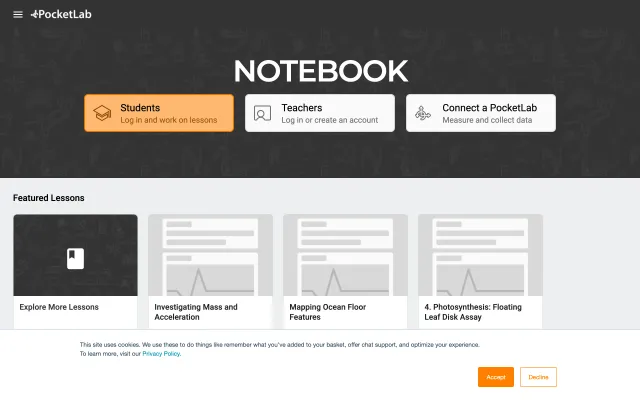 PocketLab
NOTEBOOK
Students
Log in and work on lessons
Teachers
Log in or create an account
Connect a PocketLab
Measure and collect data
Featured Lessons
Explore More Lessons
Investigating Mass and
Acceleration
Mapping Ocean Floor
Features
4. Photosynthesis: Floating
Leaf Disk Assay
This site uses cookies. We use these to do things like remember what you've added to your basket, offer chat support, and optimize your experience.
To learn more, visit our Privacy Policy.
Accept
Decline